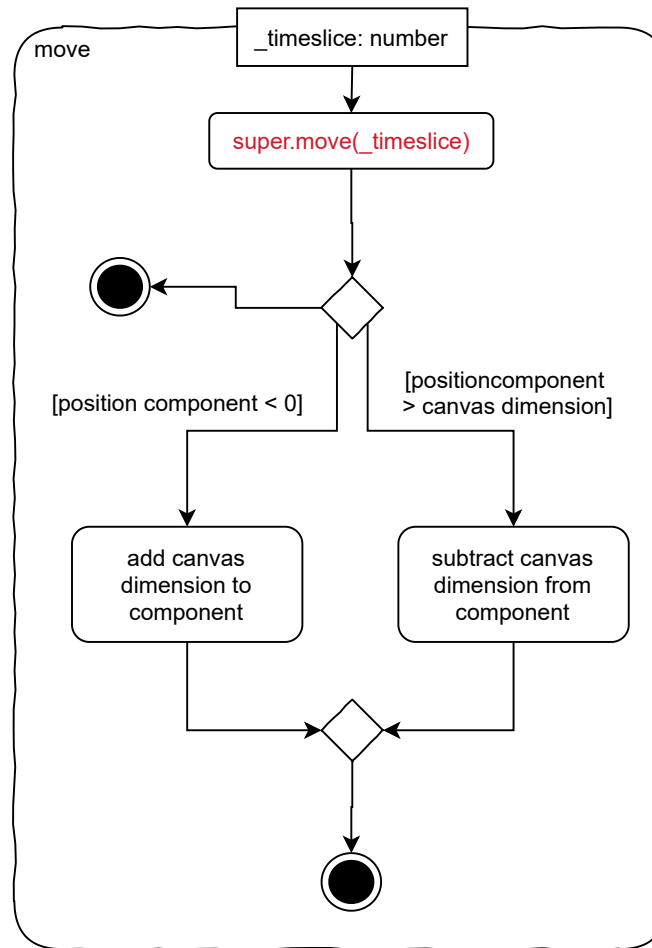 _timeslice: number
move
super.move(_timeslice)
[position component < 0]
[positioncomponent
> canvas dimension]
add canvas
dimension to
component
subtract canvas
dimension from
component